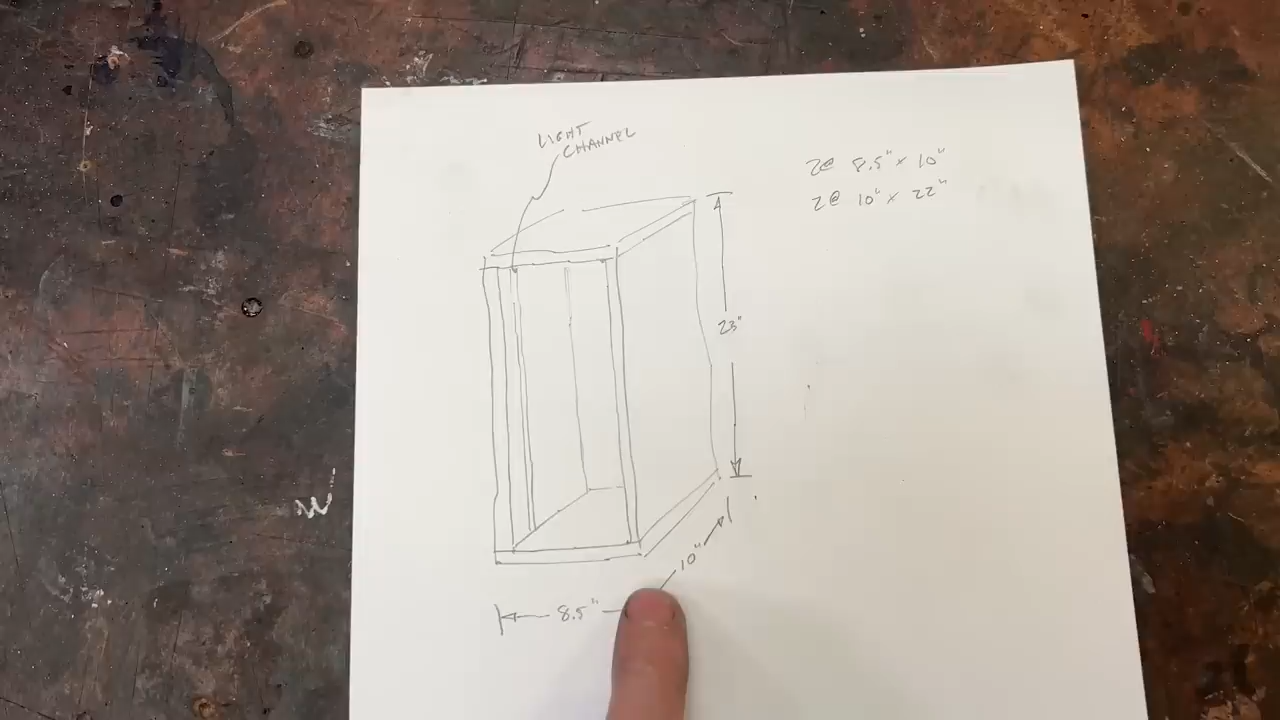 LIGHT
CHANNEL
2@ 8.5" x 10"
2@ 10" x 22"
23"
10"
8.5"